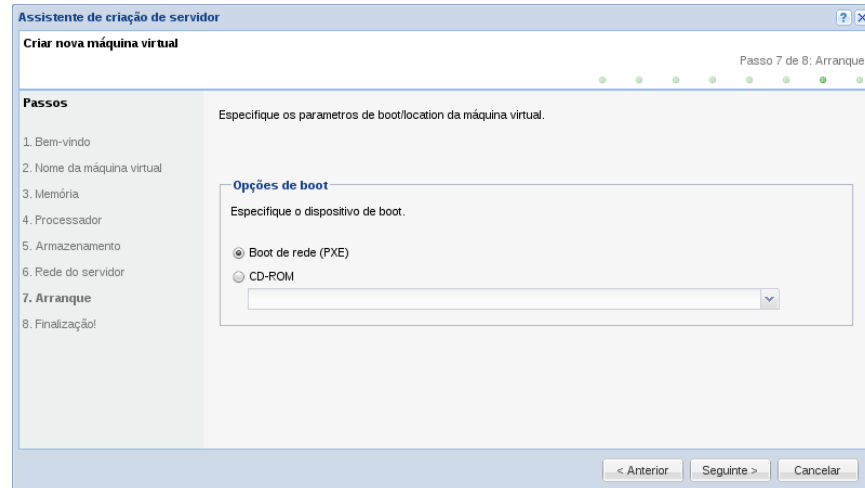 Assistente de criação de servidor
Criar nova máquina virtual
Passo 7 de 8: Arranque
Passos
1. Bem-vindo
2. Nome da máquina virtual
3. Memória
4. Processador
5. Armazenamento
6. Rede do servidor
7. Arranque
8. Finalização!
Especifique os parametros de boot/location da máquina virtual.
Opções de boot
Especifique o dispositivo de boot.
Boot de rede (PXE)
CD-ROM
< Anterior
Seguinte >
Cancelar